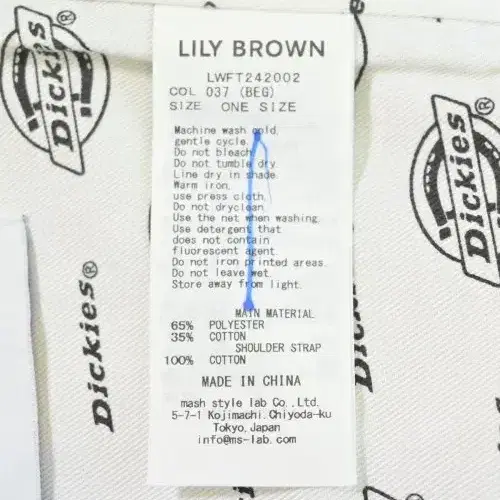 Dickies®
LILY BROWN
LWFT242002
COL 037 (BEG)
SIZE ONE SIZE
Machine wash cold,
gentle cycle.
Do not bleach.
Do not tumble dry.
Line dry in shade.
Warm iron,
use press cloth.
Do not dryclean.
Use the net when washing.
Use detergent that
does not contain
fluorescent agent.
Do not iron printed areas.
Do not leave wet.
Store away from light.
MAIN MATERIAL
65% POLYESTER
35% COTTON
SHOULDER STRAP
100% COTTON
MADE IN CHINA
mash style lab Co.,Ltd.
5-7-1 Kojimachi.Chiyoda-ku
Tokyo,Japan
info@ms-lab.com
Dickies®
Dickies®
Dickies